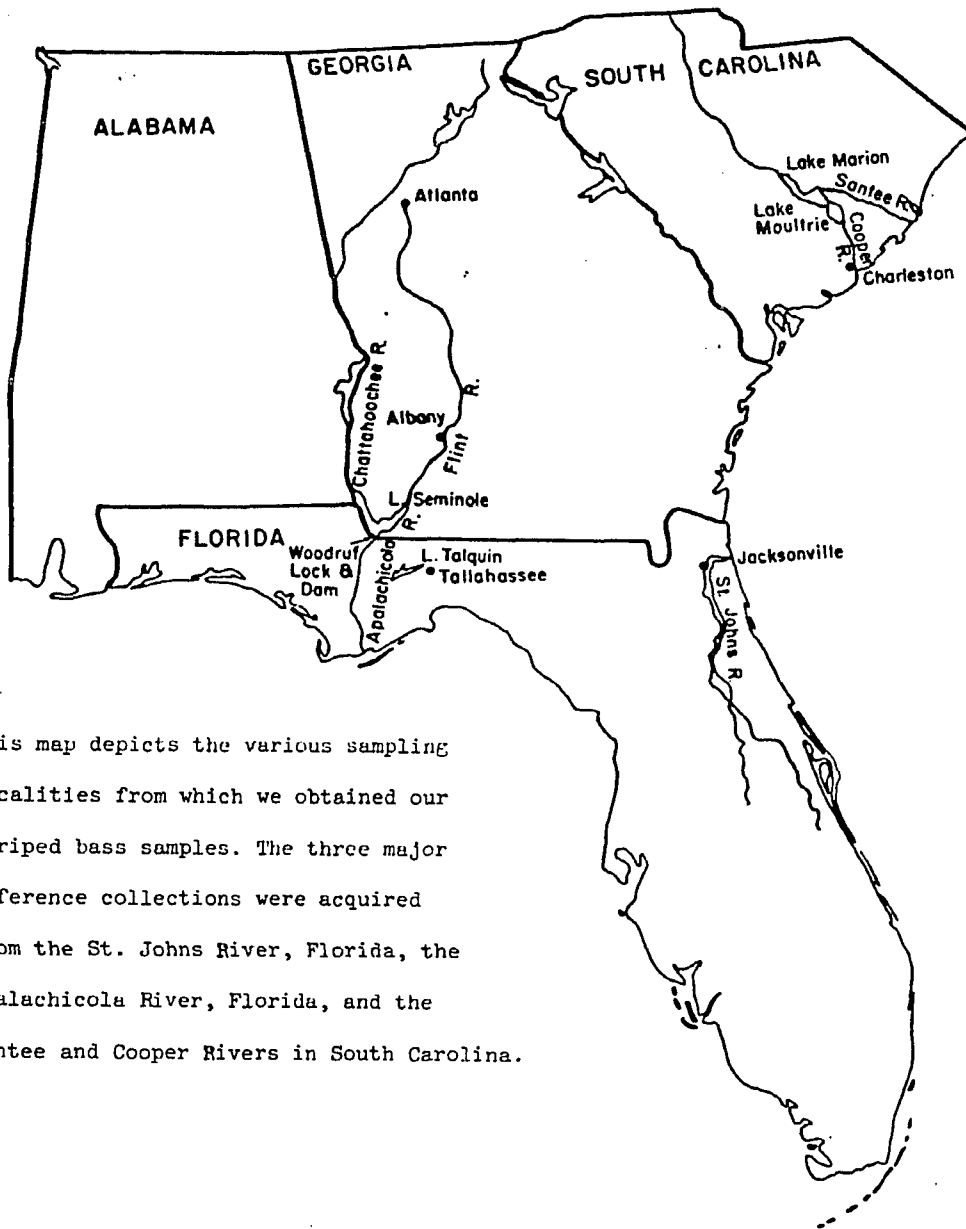 GEORGIA
SOUTH CAROLINA
ALABAMA
Lake Marion
Santee R.
Atlanta
Lake
Moultrie
Cooper
R.
Charleston
Chattahoochee R.
R.
Albany
Flint
L. Seminole
R.
FLORIDA
Woodruf
Lock &
Dam
Apalachicola
L. Talquin
Tallahassee
Jacksonville
St. Johns R.
is map depicts the various sampling
calities from which we obtained our
riped bass samples. The three major
ference collections were acquired
om the St. Johns River, Florida, the
alachicola River, Florida, and the
ntee and Cooper Rivers in South Carolina.